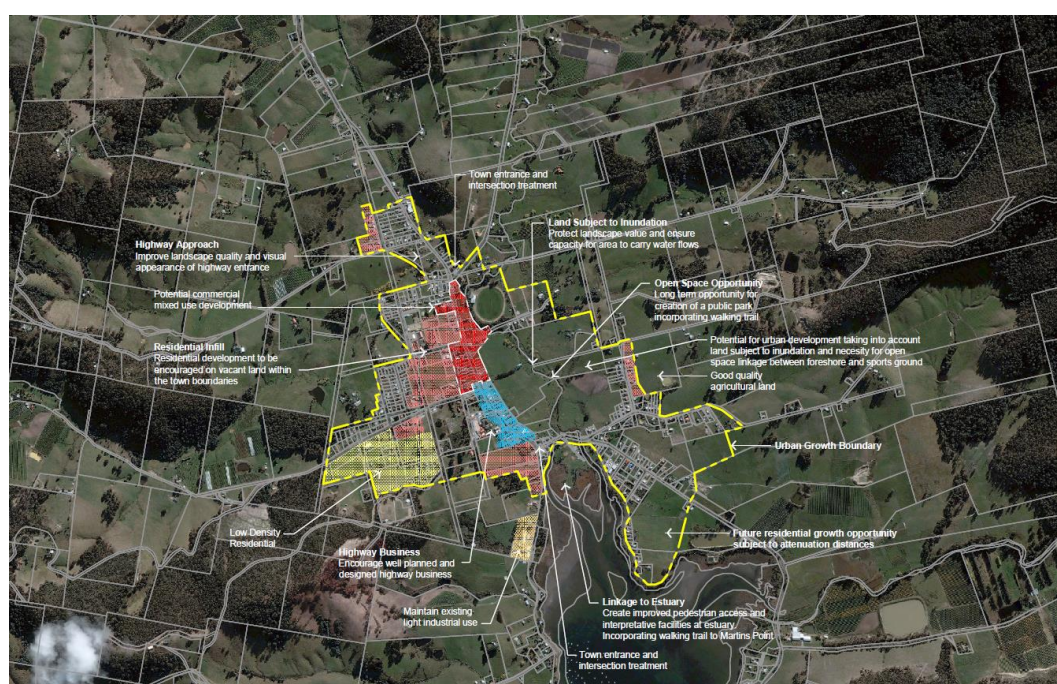 Town entrance and
intersection treatment
Land Subject to Inundation
Protect landscape value and ensure
capacity for area to carry water flows
Highway Approach
Improve landscape quality and visual
appearance of highway entrance
Open Space Opportunity
Long term opportunity for
creation of a public park
incorporating walking trail
Potential commercial
mixed use development
Residential Infill
Residential development to be
encouraged on vacant land within
the town boundaries
Potential for urban development taking into account
land subject to inundation and necesity for open
space linkage between foreshore and sports ground
Good quality
agricultural land
Urban Growth Boundary
Low Density
Residential
Highway Business
Encourage well planned and
designed highway business
Future residential growth opportunity
subject to attenuation distances
Maintain existing
light industrial use
Linkage to Estuary
Create improved pedestrian access and
interpretative facilities at estuary.
Incorporating walking trail to Martins Point
Town entrance and
intersection treatment